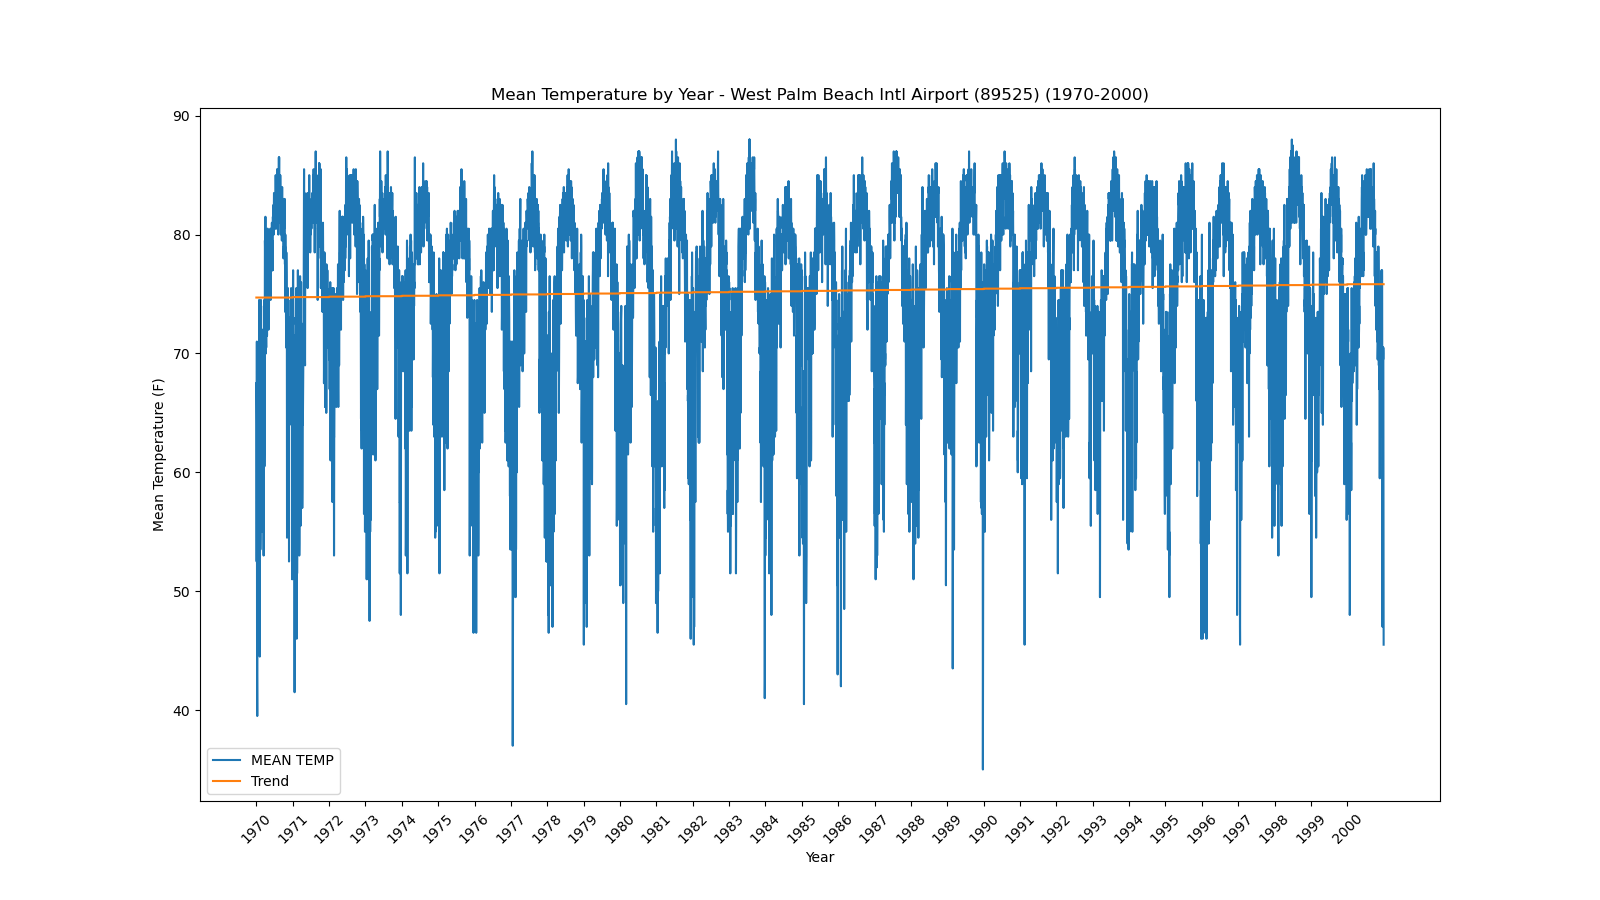 Mean Temperature by Year - West Palm Beach Intl Airport (89525) (1970-2000)
90
80
70
60
50
40
Mean Temperature (F)
MEAN TEMP
Trend
1970 1971 1972 1973 1974 1975 1976 1977 1978 1979 1980 1981 1982 1983 1984 1985 1986 1987 1988 1989 1990 1991 1992 1993 1994 1995 1996 1997 1998 1999 2000
Year